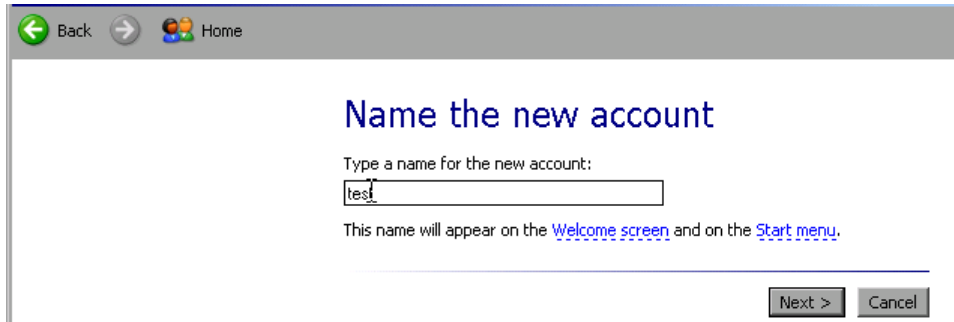 Back Home
Name the new account
Type a name for the new account:
test
This name will appear on the Welcome screen and on the Start menu.
Next > Cancel